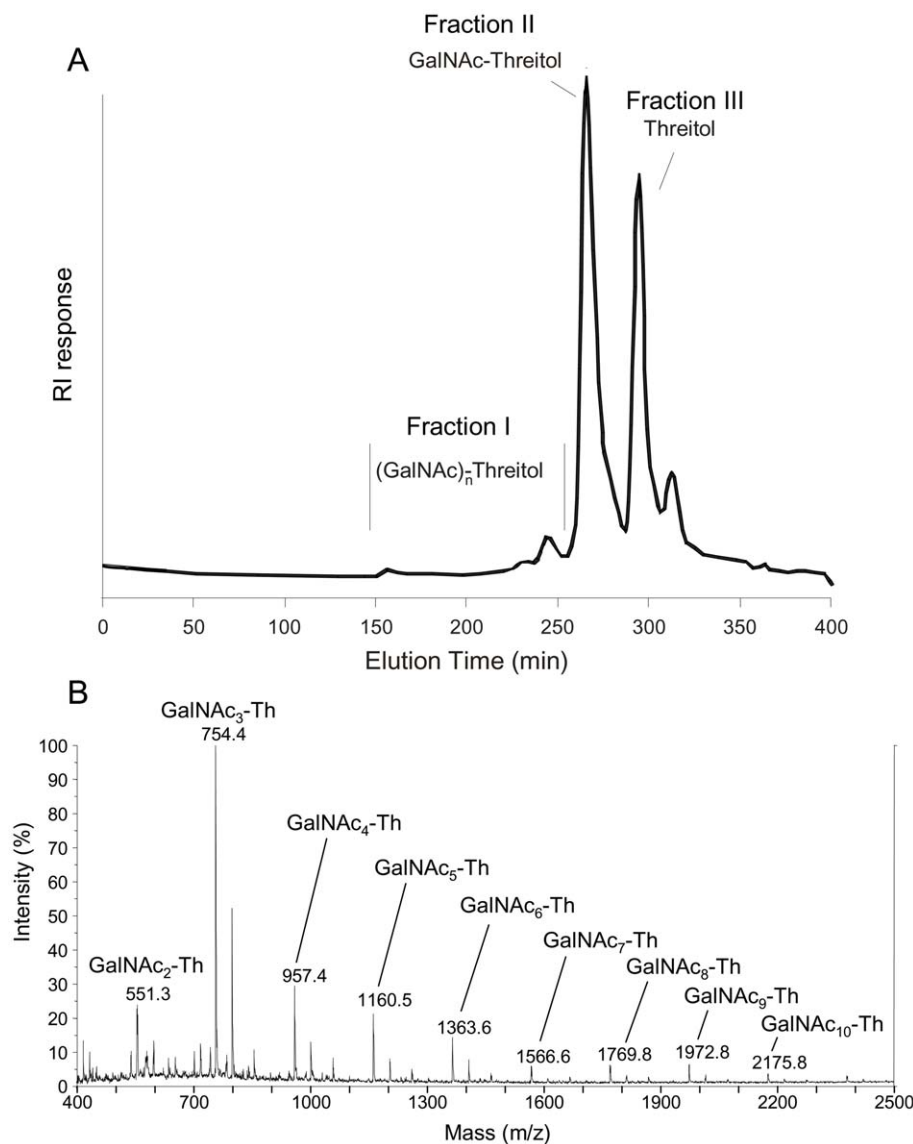 A
Fraction II
GalNAc-Threitol
Fraction III
Threitol
Fraction I
(GalNAc)n-Threitol
RI response
0 50 100 150 200 250 300 350 400
Elution Time (min)
B
GalNAc3-Th
754.4
GalNAc4-Th
GalNAc5-Th
GalNAc6-Th
GalNAc7-Th
GalNAc8-Th
GalNAc2-Th
GalNAc9-Th
GalNAc10-Th
551.3
957.4
1160.5
1363.6
1566.6
1769.8
1972.8
2175.8
100
90
80
70
60
50
40
30
20
10
0
Intensity (%)
400 700 1000 1300 1600 1900 2200 2500
Mass (m/z)